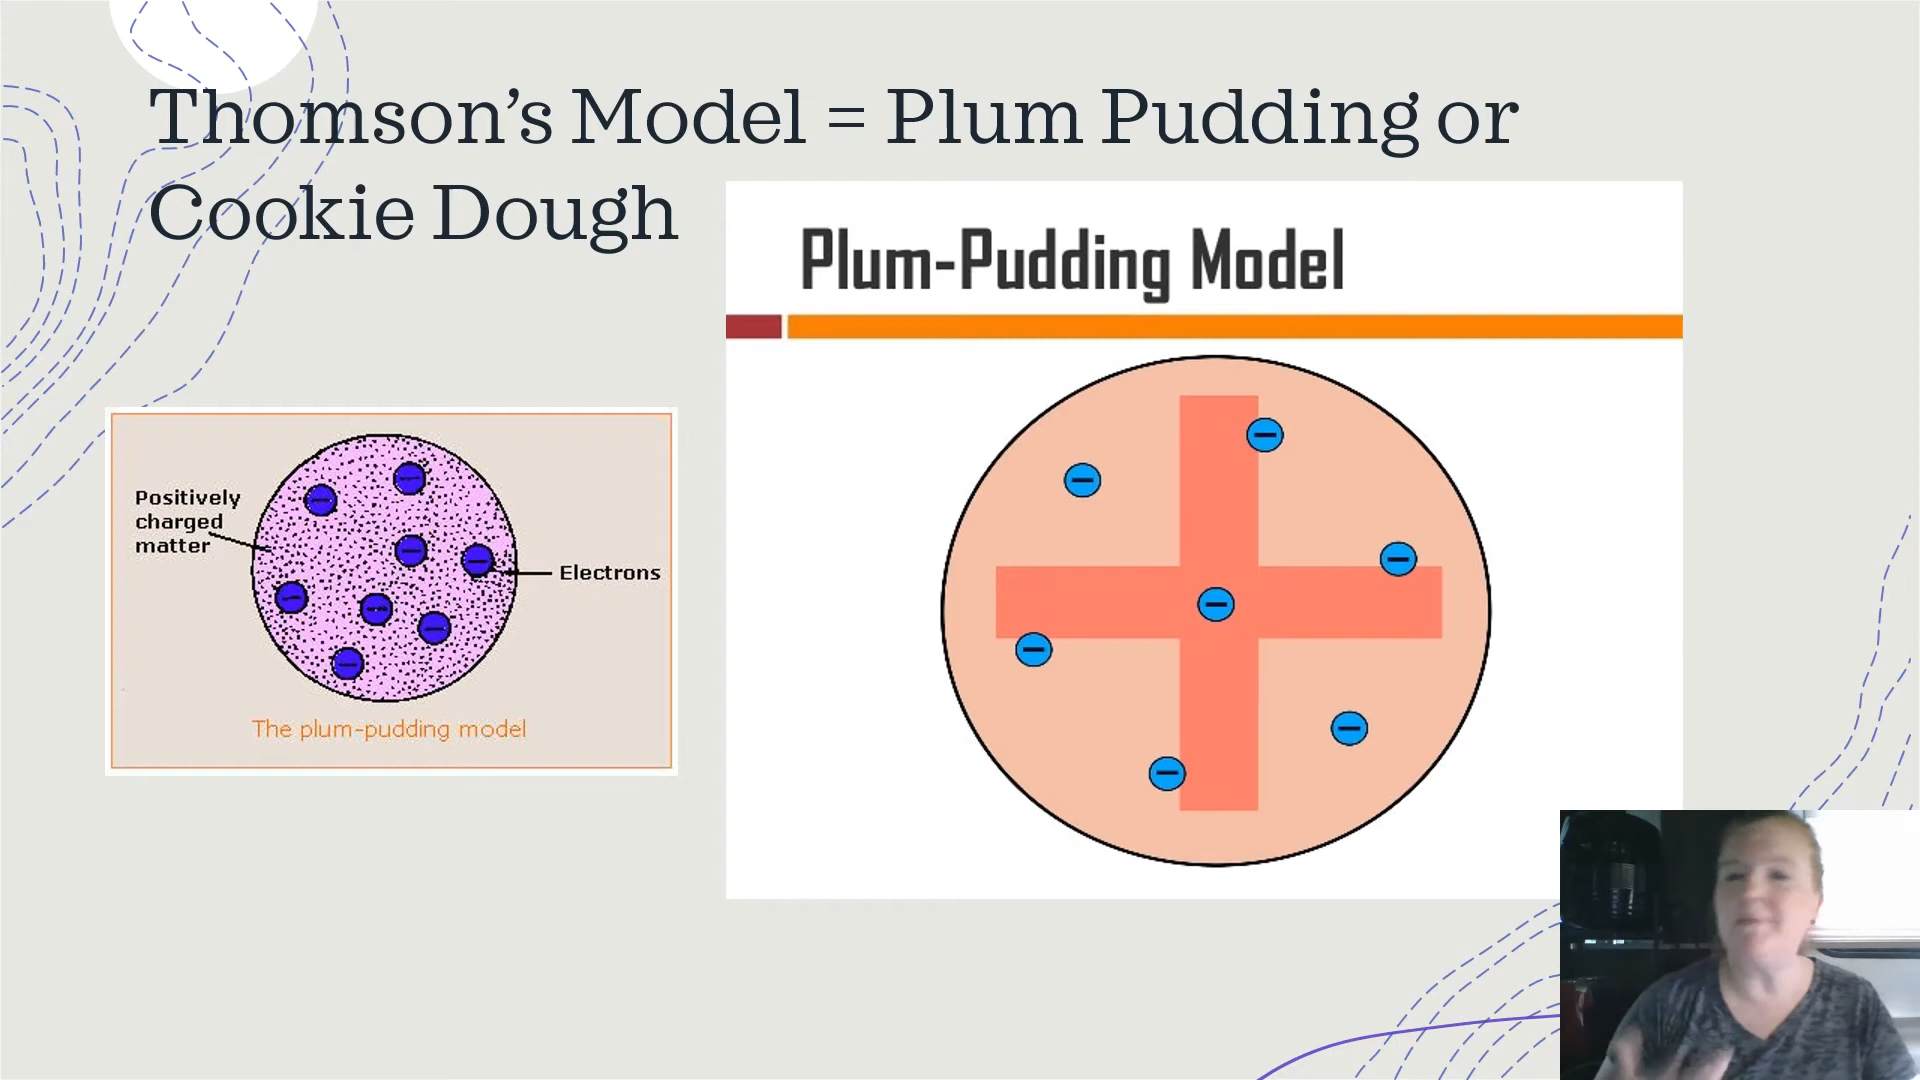 Thomson’s Model = Plum Pudding or
Cookie Dough
Plum-Pudding Model
Positively
charged
matter
Electrons
The plum-pudding model